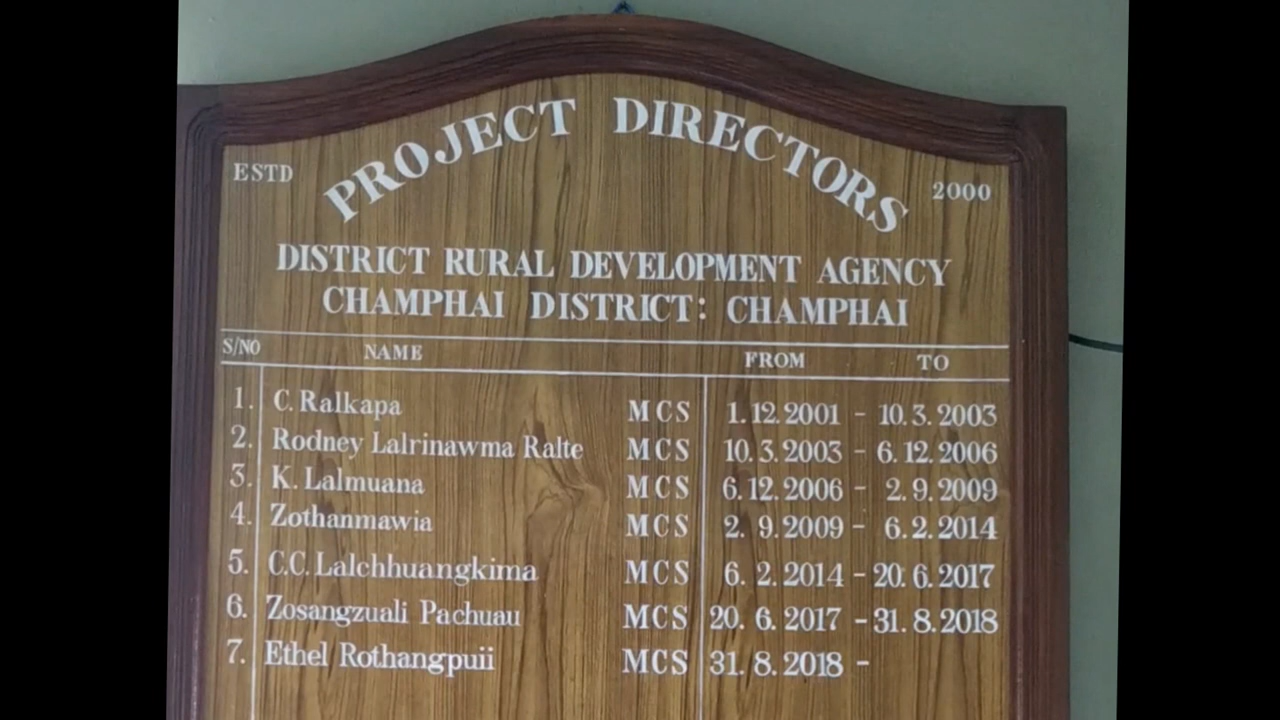 PROJECT DIRECTORS
ESTD 2000
DISTRICT RURAL DEVELOPMENT AGENCY
CHAMPHAI DISTRICT: CHAMPHAI
S/NO NAME FROM TO
1. C. Ralkapa MCS 1.12.2001 - 10.3.2003
2. Rodney Lalrinawma Ralte MCS 10.3.2003 - 6.12.2006
3. K. Lalmuana MCS 6.12.2006 - 2.9.2009
4. Zothanmawia MCS 2.9.2009 - 6.2.2014
5. C.C. Lalchhuangkima MCS 6.2.2014 - 20.6.2017
6. Zosangzuali Pachuau MCS 20.6.2017 - 31.8.2018
7. Ethel Rothangpuii MCS 31.8.2018 -